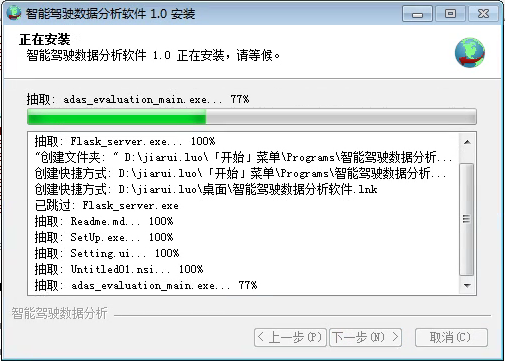 智能驾驶数据分析软件 1.0 安装
正在安装
智能驾驶数据分析软件 1.0 正在安装,请等候。
抽取: adas_evaluation_main.exe... 77%
抽取: Flask_server.exe... 100%
"创建文件夹: " D:\jiarui.luo\「开始」菜单\Programs\智能驾驶数据分析...
创建快捷方式: D:\jiarui.luo\「开始」菜单\Programs\智能驾驶数据分析...
创建快捷方式: D:\jiarui.luo\桌面\智能驾驶数据分析软件.lnk
已跳过: Flask_server.exe
抽取: Readme.md... 100%
抽取: SetUp.exe... 100%
抽取: Setting.ui... 100%
抽取: Untitled01.nsi... 100%
抽取: adas_evaluation_main.exe... 77%
智能驾驶数据分析
< 上一步(P) 下一步(N) > 取消(C)